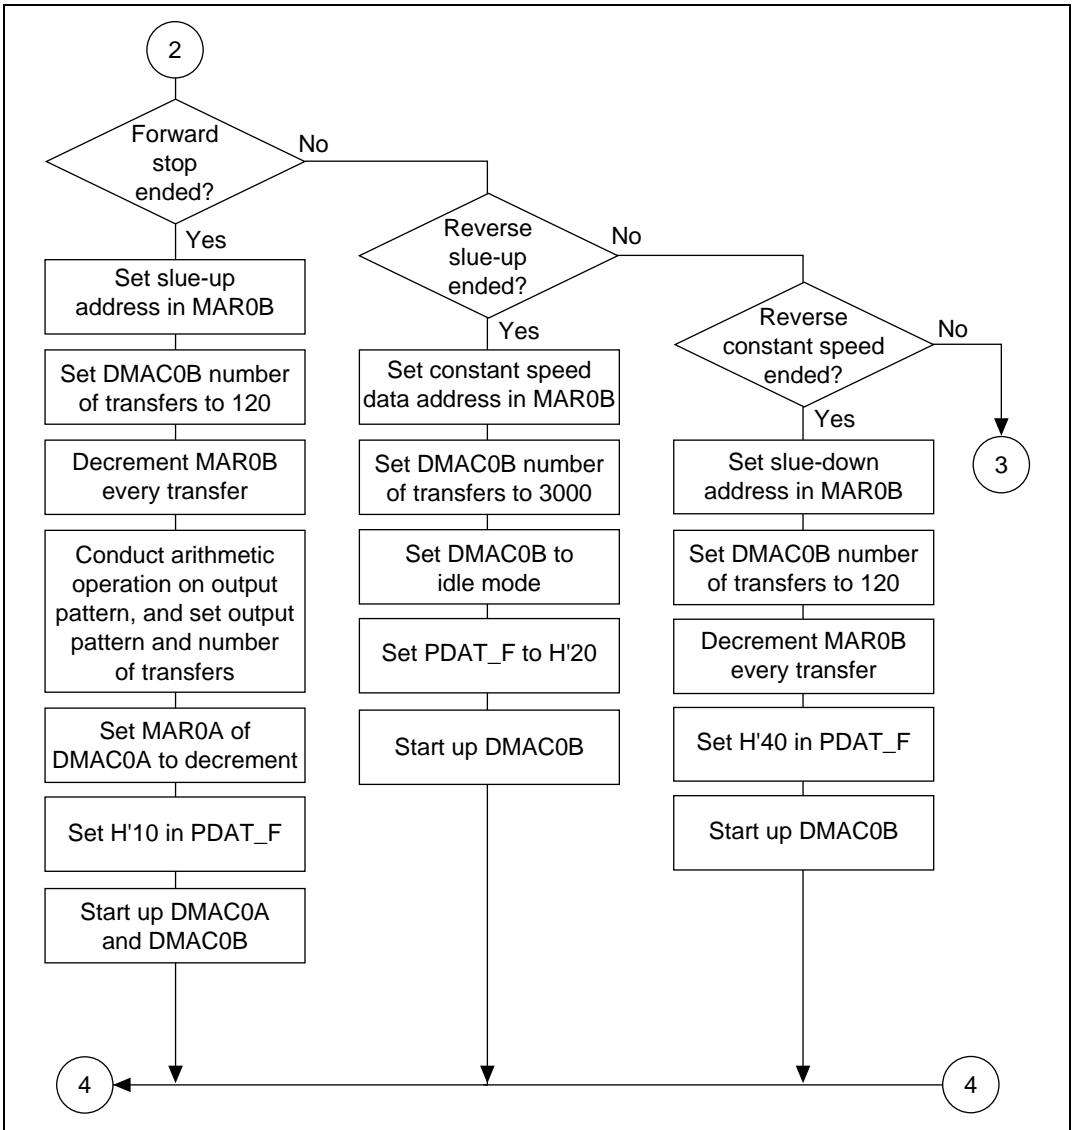 2
Forward
stop
ended?
No
Yes
Set slue-up
address in MAR0B
Set DMAC0B number
of transfers to 120
Decrement MAR0B
every transfer
Conduct arithmetic
operation on output
pattern, and set output
pattern and number
of transfers
Set MAR0A of
DMAC0A to decrement
Set H'10 in PDAT_F
Start up DMAC0A
and DMAC0B
Reverse
slue-up
ended?
No
Yes
Set constant speed
data address in MAR0B
Set DMAC0B number
of transfers to 3000
Set DMAC0B to
idle mode
Set PDAT_F to H'20
Start up DMAC0B
Reverse
constant speed
ended?
No
Yes
Set slue-down
address in MAR0B
Set DMAC0B number
of transfers to 120
Decrement MAR0B
every transfer
Set H'40 in PDAT_F
Start up DMAC0B
3
4
4